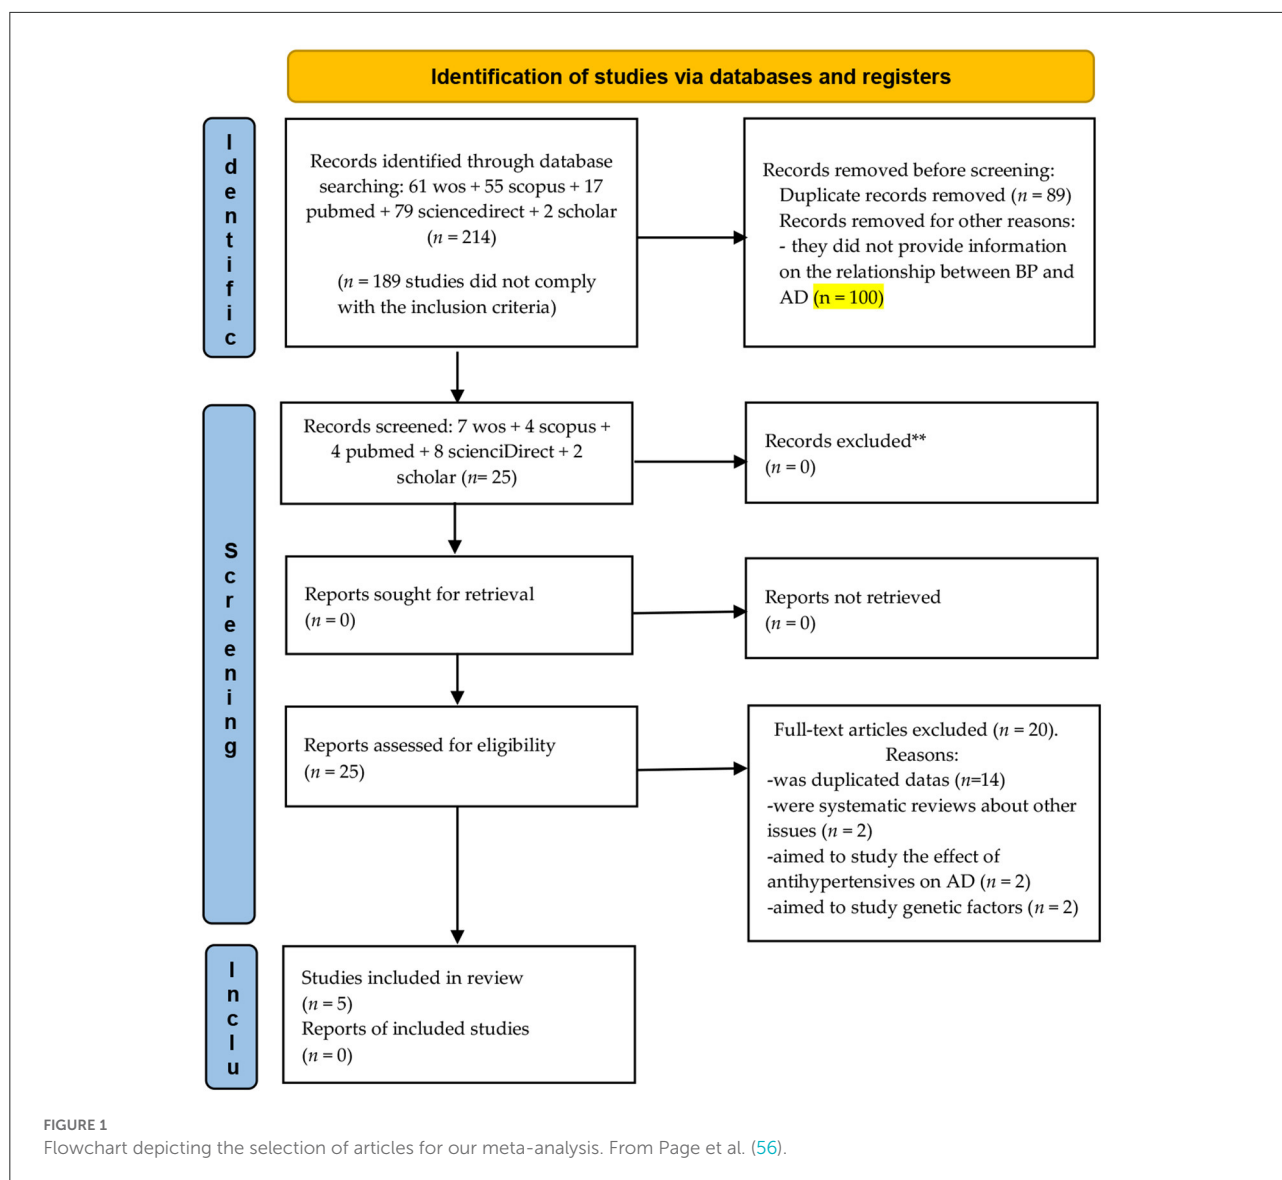 Identification of studies via databases and registers
Identific
Records identified through database
searching: 61 wos + 55 scopus + 17
pubmed + 79 sciencedirect + 2 scholar
(n = 214)
(n = 189 studies did not comply
with the inclusion criteria)
Records removed before screening:
Duplicate records removed (n = 89)
Records removed for other reasons:
- they did not provide information
on the relationship between BP and
AD (n = 100)
Screening
Records screened: 7 wos + 4 scopus +
4 pubmed + 8 scienciDirect + 2
scholar (n= 25)
Records excluded**
(n = 0)
Reports sought for retrieval
(n = 0)
Reports not retrieved
(n = 0)
Reports assessed for eligibility
(n = 25)
Full-text articles excluded (n = 20).
Reasons:
-was duplicated datas (n=14)
-were systematic reviews about other
issues (n = 2)
-aimed to study the effect of
antihypertensives on AD (n = 2)
-aimed to study genetic factors (n = 2)
Inclu
Studies included in review
(n = 5)
Reports of included studies
(n = 0)
FIGURE 1
Flowchart depicting the selection of articles for our meta-analysis. From Page et al. (56).